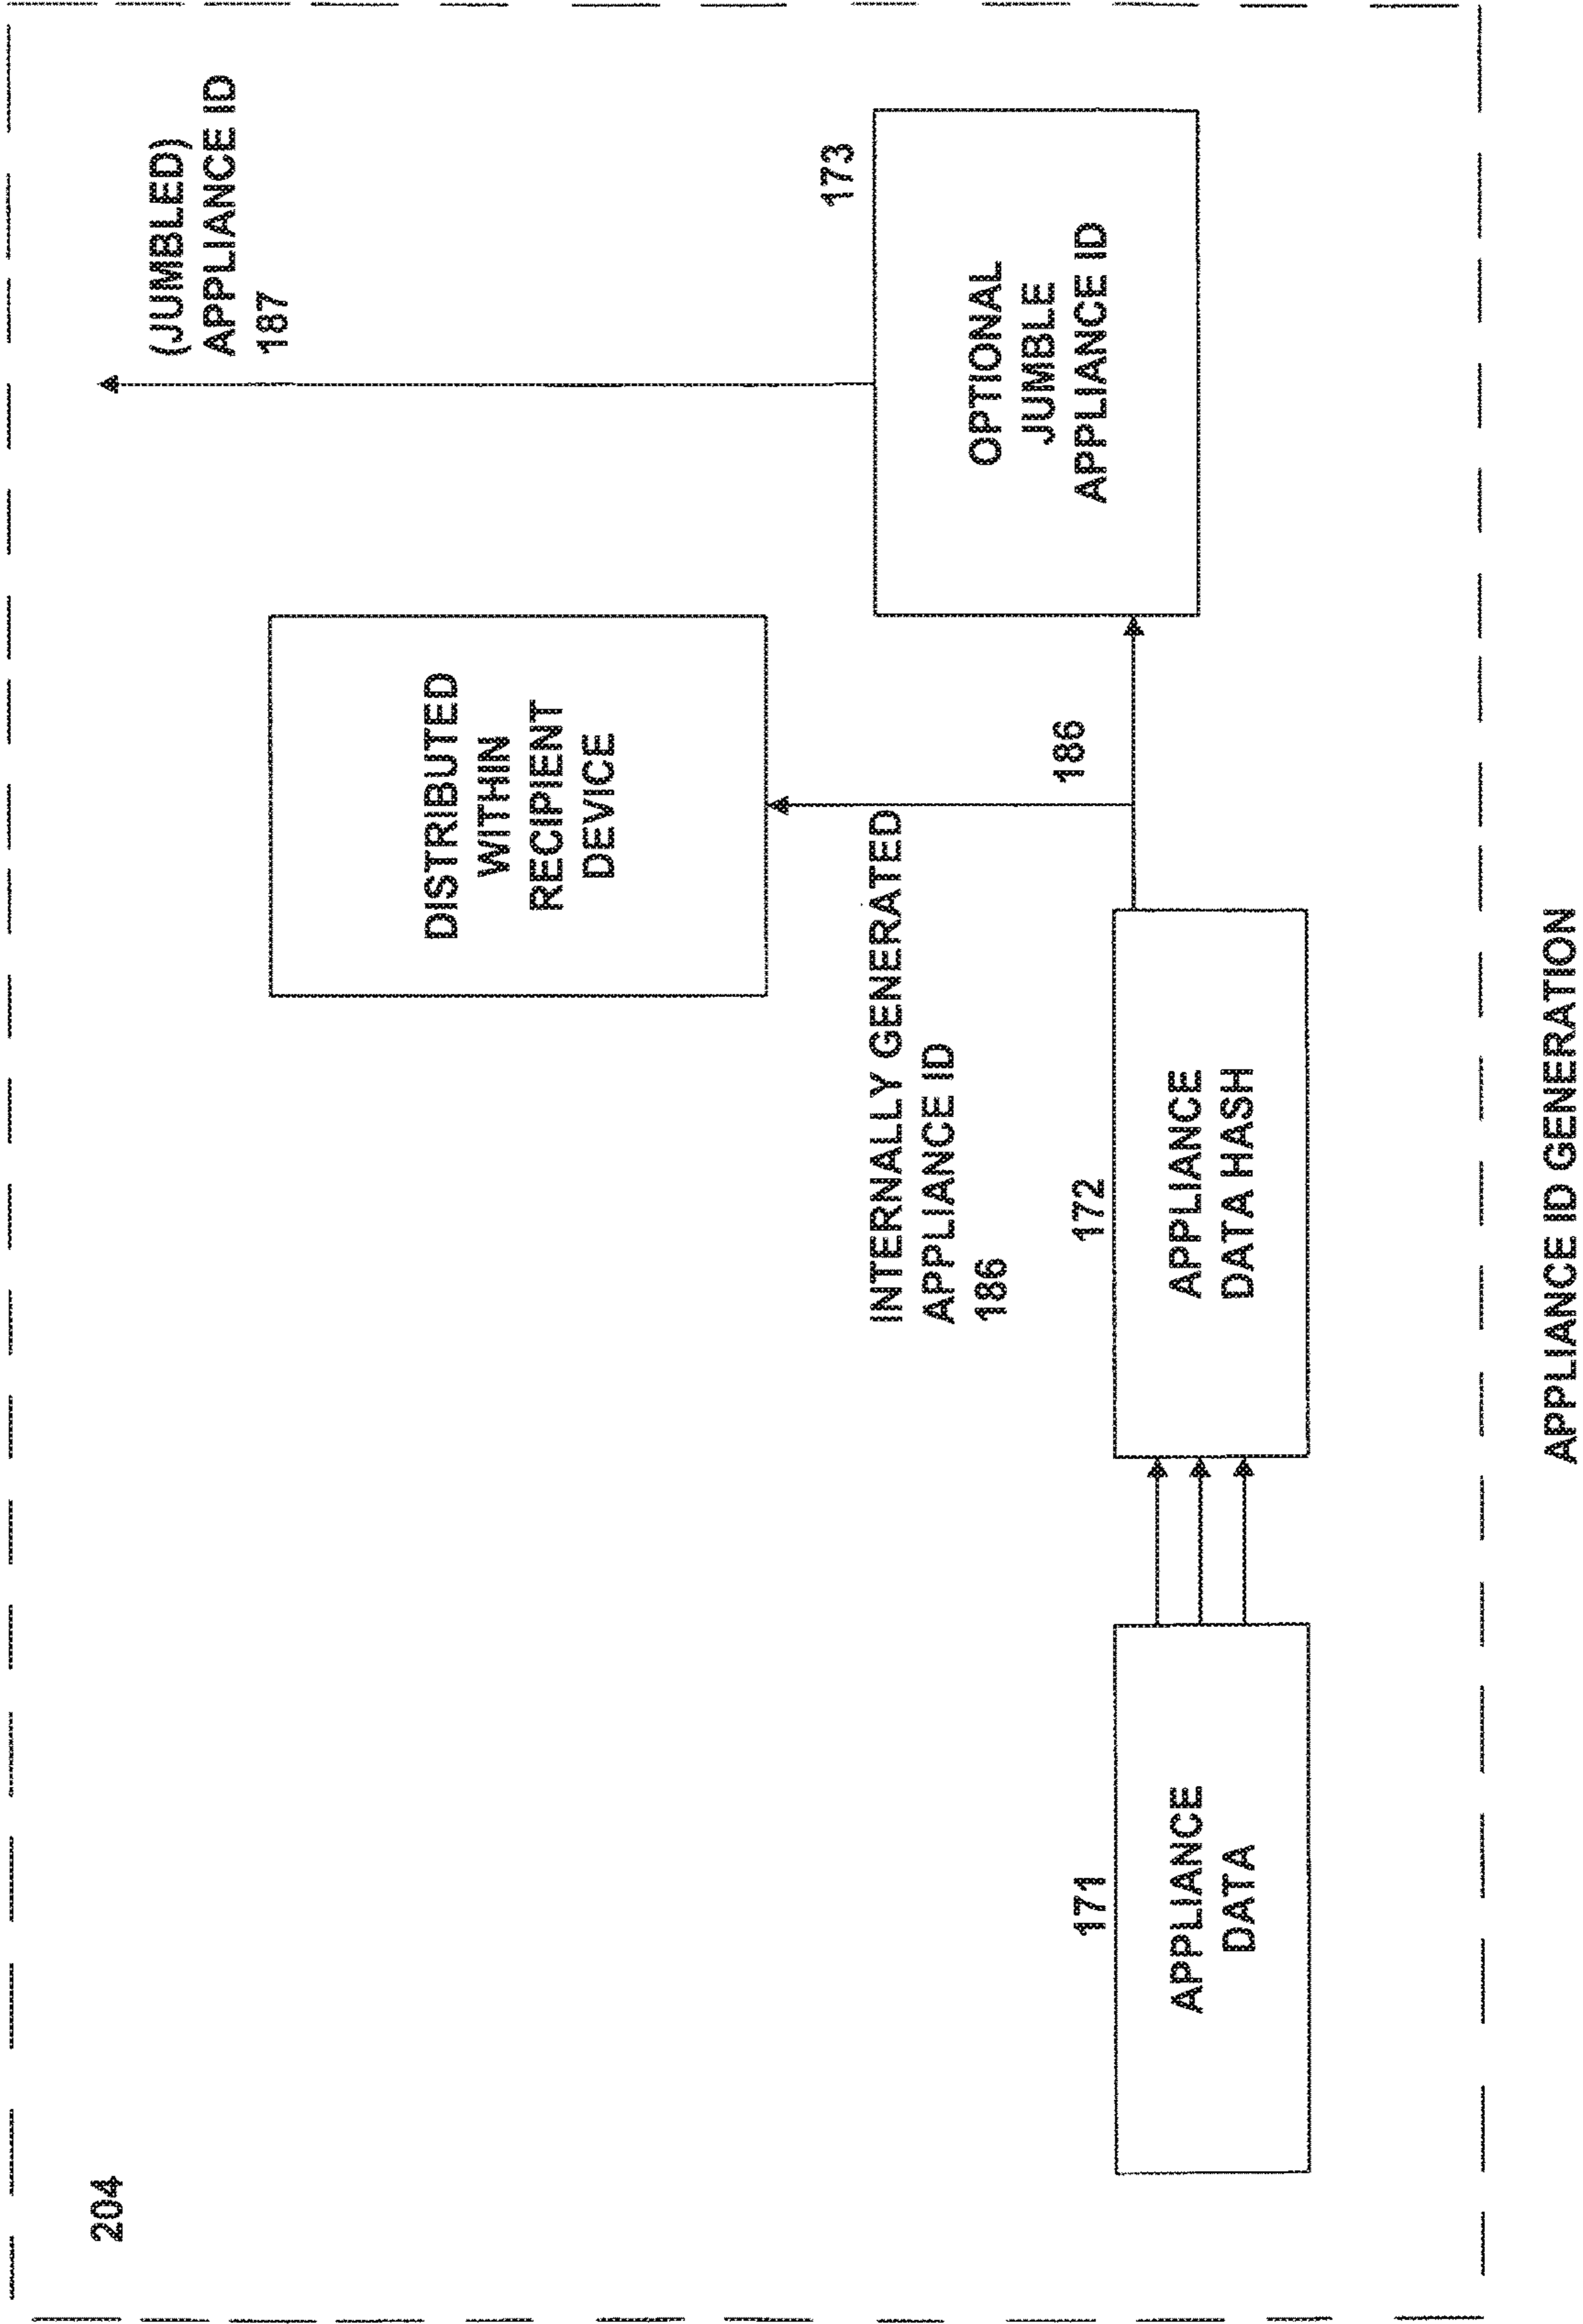 204
(JUMBLED)
APPLIANCE ID
187
DISTRIBUTED
WITHIN
RECIPIENT
DEVICE
173
OPTIONAL
JUMBLE
APPLIANCE ID
INTERNALLY GENERATED
APPLIANCE ID
186
186
171
APPLIANCE
DATA
172
APPLIANCE
DATA HASH
APPLIANCE ID GENERATION